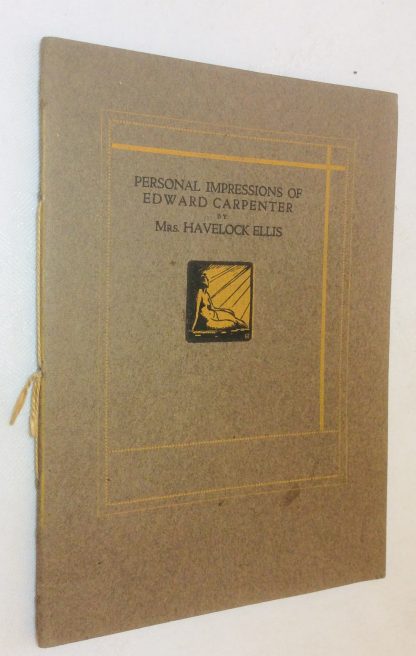 PERSONAL IMPRESSIONS OF
EDWARD CARPENTER
BY
MRS. HAVELOCK ELLIS